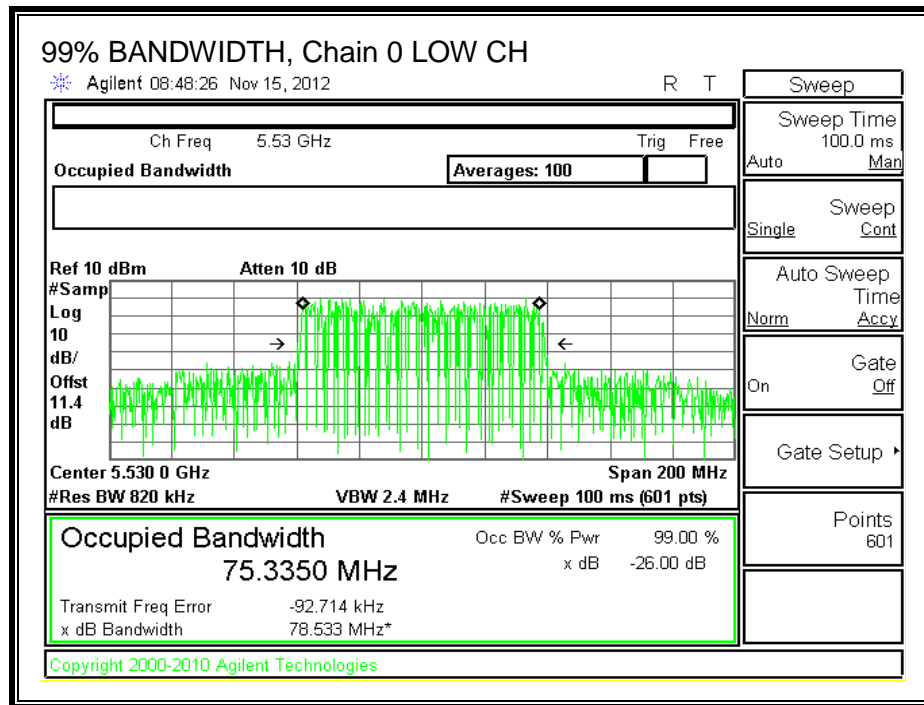 99% BANDWIDTH, Chain 0 LOW CH
Agilent 08:48:26 Nov 15, 2012 R T
Ch Freq 5.53 GHz Trig Free
Occupied Bandwidth Averages: 100
Ref 10 dBm Atten 10 dB
#Samp
Log
10
dB/
Offst
11.4
dB
Center 5.530 0 GHz Span 200 MHz
#Res BW 820 kHz VBW 2.4 MHz #Sweep 100 ms (601 pts)
Occupied Bandwidth Occ BW % Pwr 99.00 %
75.3350 MHz x dB -26.00 dB
Transmit Freq Error -92.714 kHz
x dB Bandwidth 78.533 MHz*
Copyright 2000-2010 Agilent Technologies
Sweep
Sweep Time
100.0 ms
Auto Man
Sweep
Single Cont
Auto Sweep
Time
Norm Accy
Gate
On Off
Gate Setup
Points
601